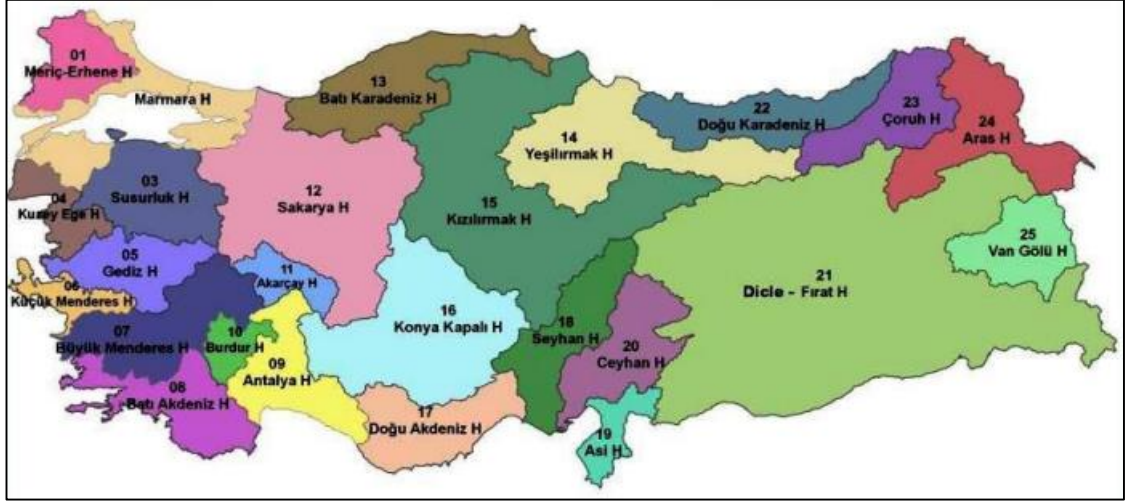 01
Meriç-Erhene H
Marmara H
13
Batı Karadeniz H
22
Doğu Karadeniz H
23
Çoruh H
24
Aras H
14
Yeşilırmak H
04
Kuzey Ege H
03
Susurluk H
12
Sakarya H
15
Kızılırmak H
25
Van Gölü H
05
Gediz H
11
Akarçay H
21
Dicle - Fırat H
06
Küçük Menderes H
16
Konya Kapalı H
18
Seyhan H
07
Büyük Menderes H
10
Burdur H
09
Antalya H
20
Ceyhan H
08
Batı Akdeniz H
17
Doğu Akdeniz H
19
Asi H